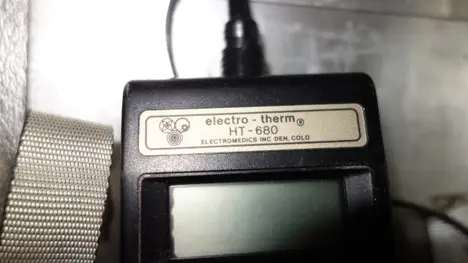 electro - therm®
HT - 680
ELECTROMEDICS INC DEN, COLO